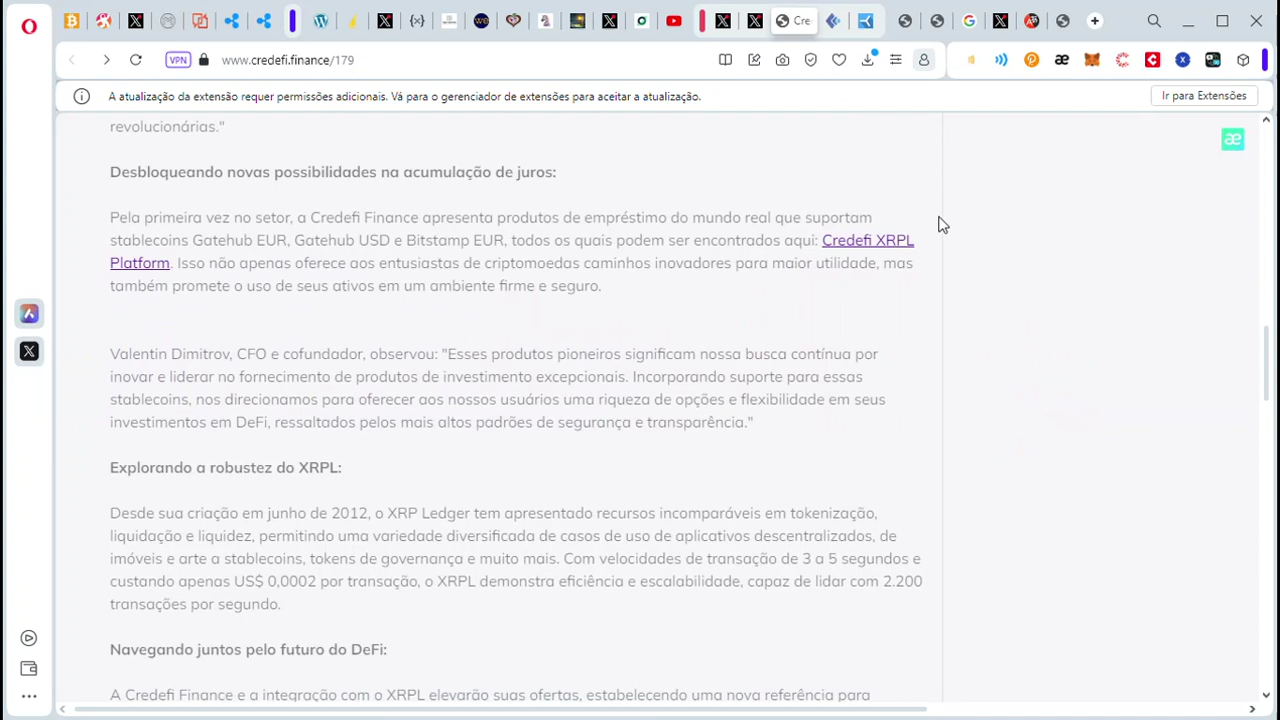 Cre
VPN
www.credefi.finance/179
A atualização da extensão requer permissões adicionais. Vá para o gerenciador de extensões para aceitar a atualização.
Ir para Extensões
revolucionárias."
Desbloqueando novas possibilidades na acumulação de juros:
Pela primeira vez no setor, a Credefi Finance apresenta produtos de empréstimo do mundo real que suportam
stablecoins Gatehub EUR, Gatehub USD e Bitstamp EUR, todos os quais podem ser encontrados aqui: Credefi XRPL
Platform. Isso não apenas oferece aos entusiastas de criptomoedas caminhos inovadores para maior utilidade, mas
também promete o uso de seus ativos em um ambiente firme e seguro.
Valentin Dimitrov, CFO e cofundador, observou: "Esses produtos pioneiros significam nossa busca contínua por
inovar e liderar no fornecimento de produtos de investimento excepcionais. Incorporando suporte para essas
stablecoins, nos direcionamos para oferecer aos nossos usuários uma riqueza de opções e flexibilidade em seus
investimentos em DeFi, ressaltados pelos mais altos padrões de segurança e transparência."
Explorando a robustez do XRPL:
Desde sua criação em junho de 2012, o XRP Ledger tem apresentado recursos incomparáveis em tokenização,
liquidação e liquidez, permitindo uma variedade diversificada de casos de uso de aplicativos descentralizados, de
imóveis e arte a stablecoins, tokens de governança e muito mais. Com velocidades de transação de 3 a 5 segundos e
custando apenas US$ 0,0002 por transação, o XRPL demonstra eficiência e escalabilidade, capaz de lidar com 2.200
transações por segundo.
Navegando juntos pelo futuro do DeFi:
A Credefi Finance e a integração com o XRPL elevarão suas ofertas, estabelecendo uma nova referência para